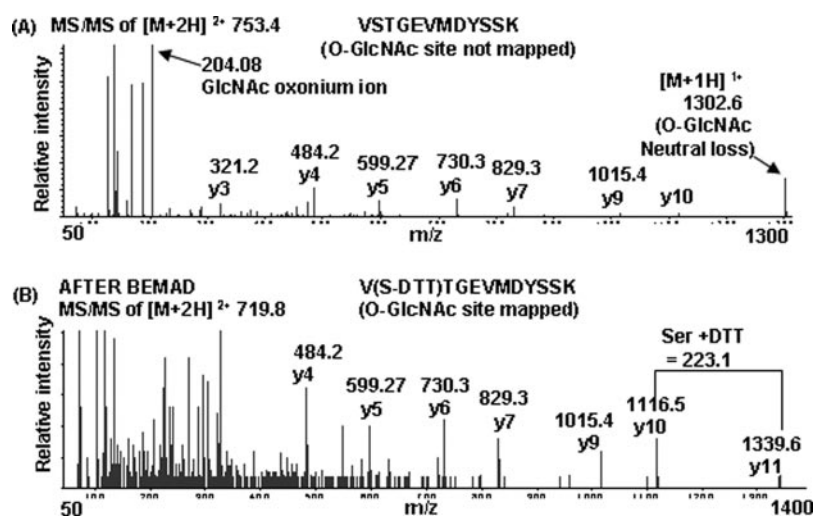 (A) MS/MS of [M+2H] 2+ 753.4 VSTGEVMDYSSK
(O-GlcNAc site not mapped)
204.08
GlcNAc oxonium ion
[M+1H] 1+
1302.6
(O-GlcNAc
Neutral loss)
Relative intensity
321.2
y3
484.2
y4
599.27
y5
730.3
y6
829.3
y7
1015.4
y9
y10
50 m/z 1300
(B) AFTER BEMAD V(S-DTT)TGEVMDYSSK
MS/MS of [M+2H] 2+ 719.8 (O-GlcNAc site mapped)
Ser +DTT
= 223.1
Relative intensity
484.2
y4
599.27
y5
730.3
y6
829.3
y7
1015.4
y9
1116.5
y10
1339.6
y11
50 m/z 1400